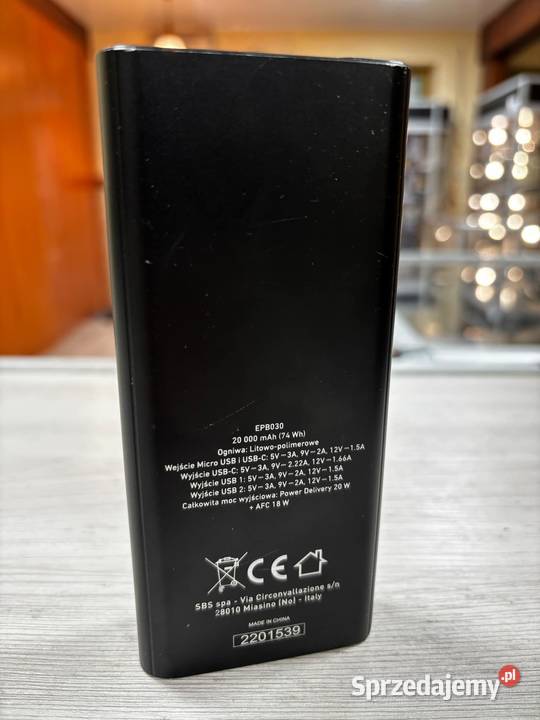 EPB030
20 000 mAh (74 Wh)
Ogniwa: Litowo-polimerowe
Wejście Micro USB i USB-C: 5V⎓3A, 9V⎓2A, 12V⎓1.5A
Wyjście USB-C: 5V⎓3A, 9V⎓2.22A, 12V⎓1.66A
Wyjście USB 1: 5V⎓3A, 9V⎓2A, 12V⎓1.5A
Wyjście USB 2: 5V⎓3A, 9V⎓2A, 12V⎓1.5A
Całkowita moc wyjściowa: Power Delivery 20 W
+ AFC 18 W
CE
SBS spa - Via Circonvallazione s/n
28010 Miasino (No) - Italy
MADE IN CHINA
2201539
Sprzedajemy.pl